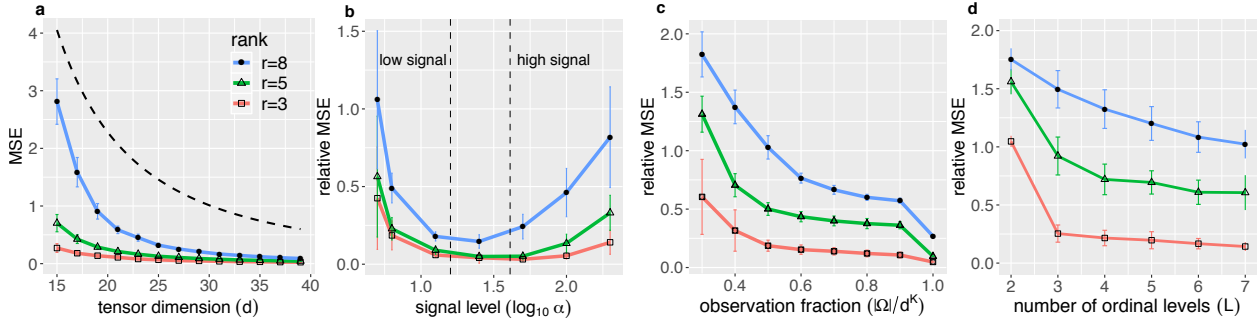 a
MSE
4
3
2
1
0
15
20
25
30
35
40
tensor dimension (d)
rank
r=8
r=5
r=3
b
relative MSE
1.5
1.0
0.5
0.0
1.0
1.5
2.0
signal level (log10 α)
low signal
high signal
c
relative MSE
2.0
1.5
1.0
0.5
0.0
0.4
0.6
0.8
1.0
observation fraction (|Ω|/d^K)
d
relative MSE
2.0
1.5
1.0
0.5
0.0
2
3
4
5
6
7
number of ordinal levels (L)